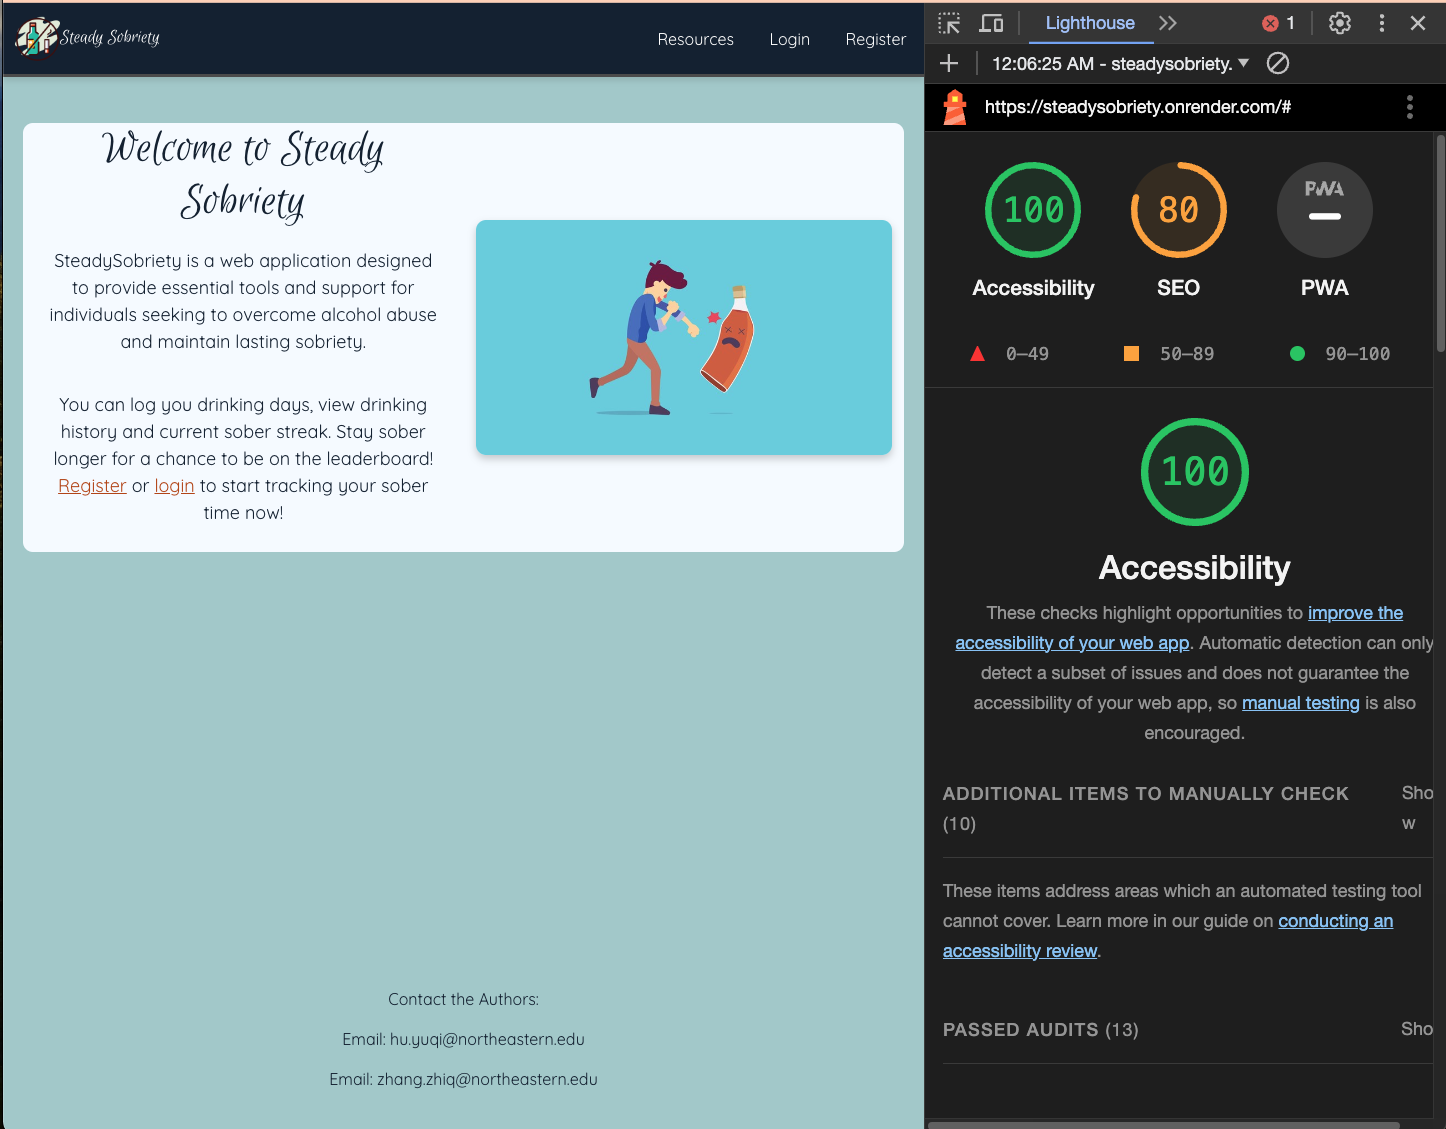 Steady Sobriety
Resources Login Register
Welcome to Steady
Sobriety
SteadySobriety is a web application designed
to provide essential tools and support for
individuals seeking to overcome alcohol abuse
and maintain lasting sobriety.
You can log you drinking days, view drinking
history and current sober streak. Stay sober
longer for a chance to be on the leaderboard!
Register or login to start tracking your sober
time now!
Contact the Authors:
Email: hu.yuqi@northeastern.edu
Email: zhang.zhiq@northeastern.edu
Lighthouse
1
12:06:25 AM - steadysobriety.
https://steadysobriety.onrender.com/#
100 80 PWA
Accessibility SEO PWA
0–49 50–89 90–100
100
Accessibility
These checks highlight opportunities to improve the
accessibility of your web app. Automatic detection can only
detect a subset of issues and does not guarantee the
accessibility of your web app, so manual testing is also
encouraged.
ADDITIONAL ITEMS TO MANUALLY CHECK Sho
(10) w
These items address areas which an automated testing tool
cannot cover. Learn more in our guide on conducting an
accessibility review.
PASSED AUDITS (13) Sho